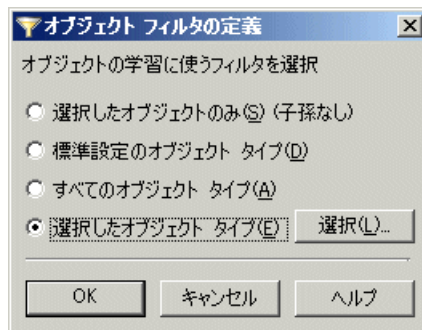 オブジェクト フィルタの定義
オブジェクトの学習に使うフィルタを選択
選択したオブジェクトのみ(S) (子孫なし)
標準設定のオブジェクト タイプ(D)
すべてのオブジェクト タイプ(A)
選択したオブジェクト タイプ(E) 選択(L)...
OK キャンセル ヘルプ